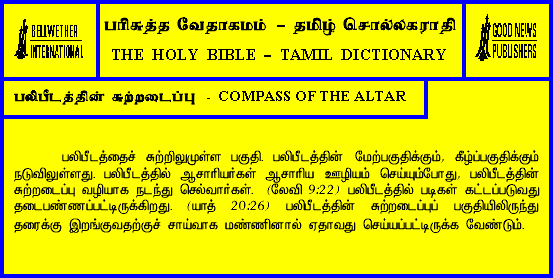 BELLWETHER
INTERNATIONAL
பரிசுத்த வேதாகமம் – தமிழ் சொல்லகராதி
THE HOLY BIBLE – TAMIL DICTIONARY
GOOD NEWS
PUBLISHERS
பலிபீடத்தின் சுற்றடைப்பு - COMPASS OF THE ALTAR
பலிபீடத்தைச் சுற்றிலுமுள்ள பகுதி. பலிபீடத்தின் மேற்பகுதிக்கும், கீழ்ப்பகுதிக்கும்
நடுவிலுள்ளது. பலிபீடத்தில் ஆசாரியர்கள் ஆசாரிய ஊழியம் செய்யும்போது, பலிபீடத்தின்
சுற்றடைப்பு வழியாக நடந்து செல்வார்கள். (லேவி 9:22) பலிபீடத்தில் படிகள் கட்டப்படுவது
தடைபண்ணப்பட்டிருக்கிறது. (யாத் 20:26) பலிபீடத்தின் சுற்றடைப்புப் பகுதியிலிருந்து
தரைக்கு இறங்குவதற்குச் சாய்வாக மண்ணினால் ஏதாவது செய்யப்பட்டிருக்க வேண்டும்.